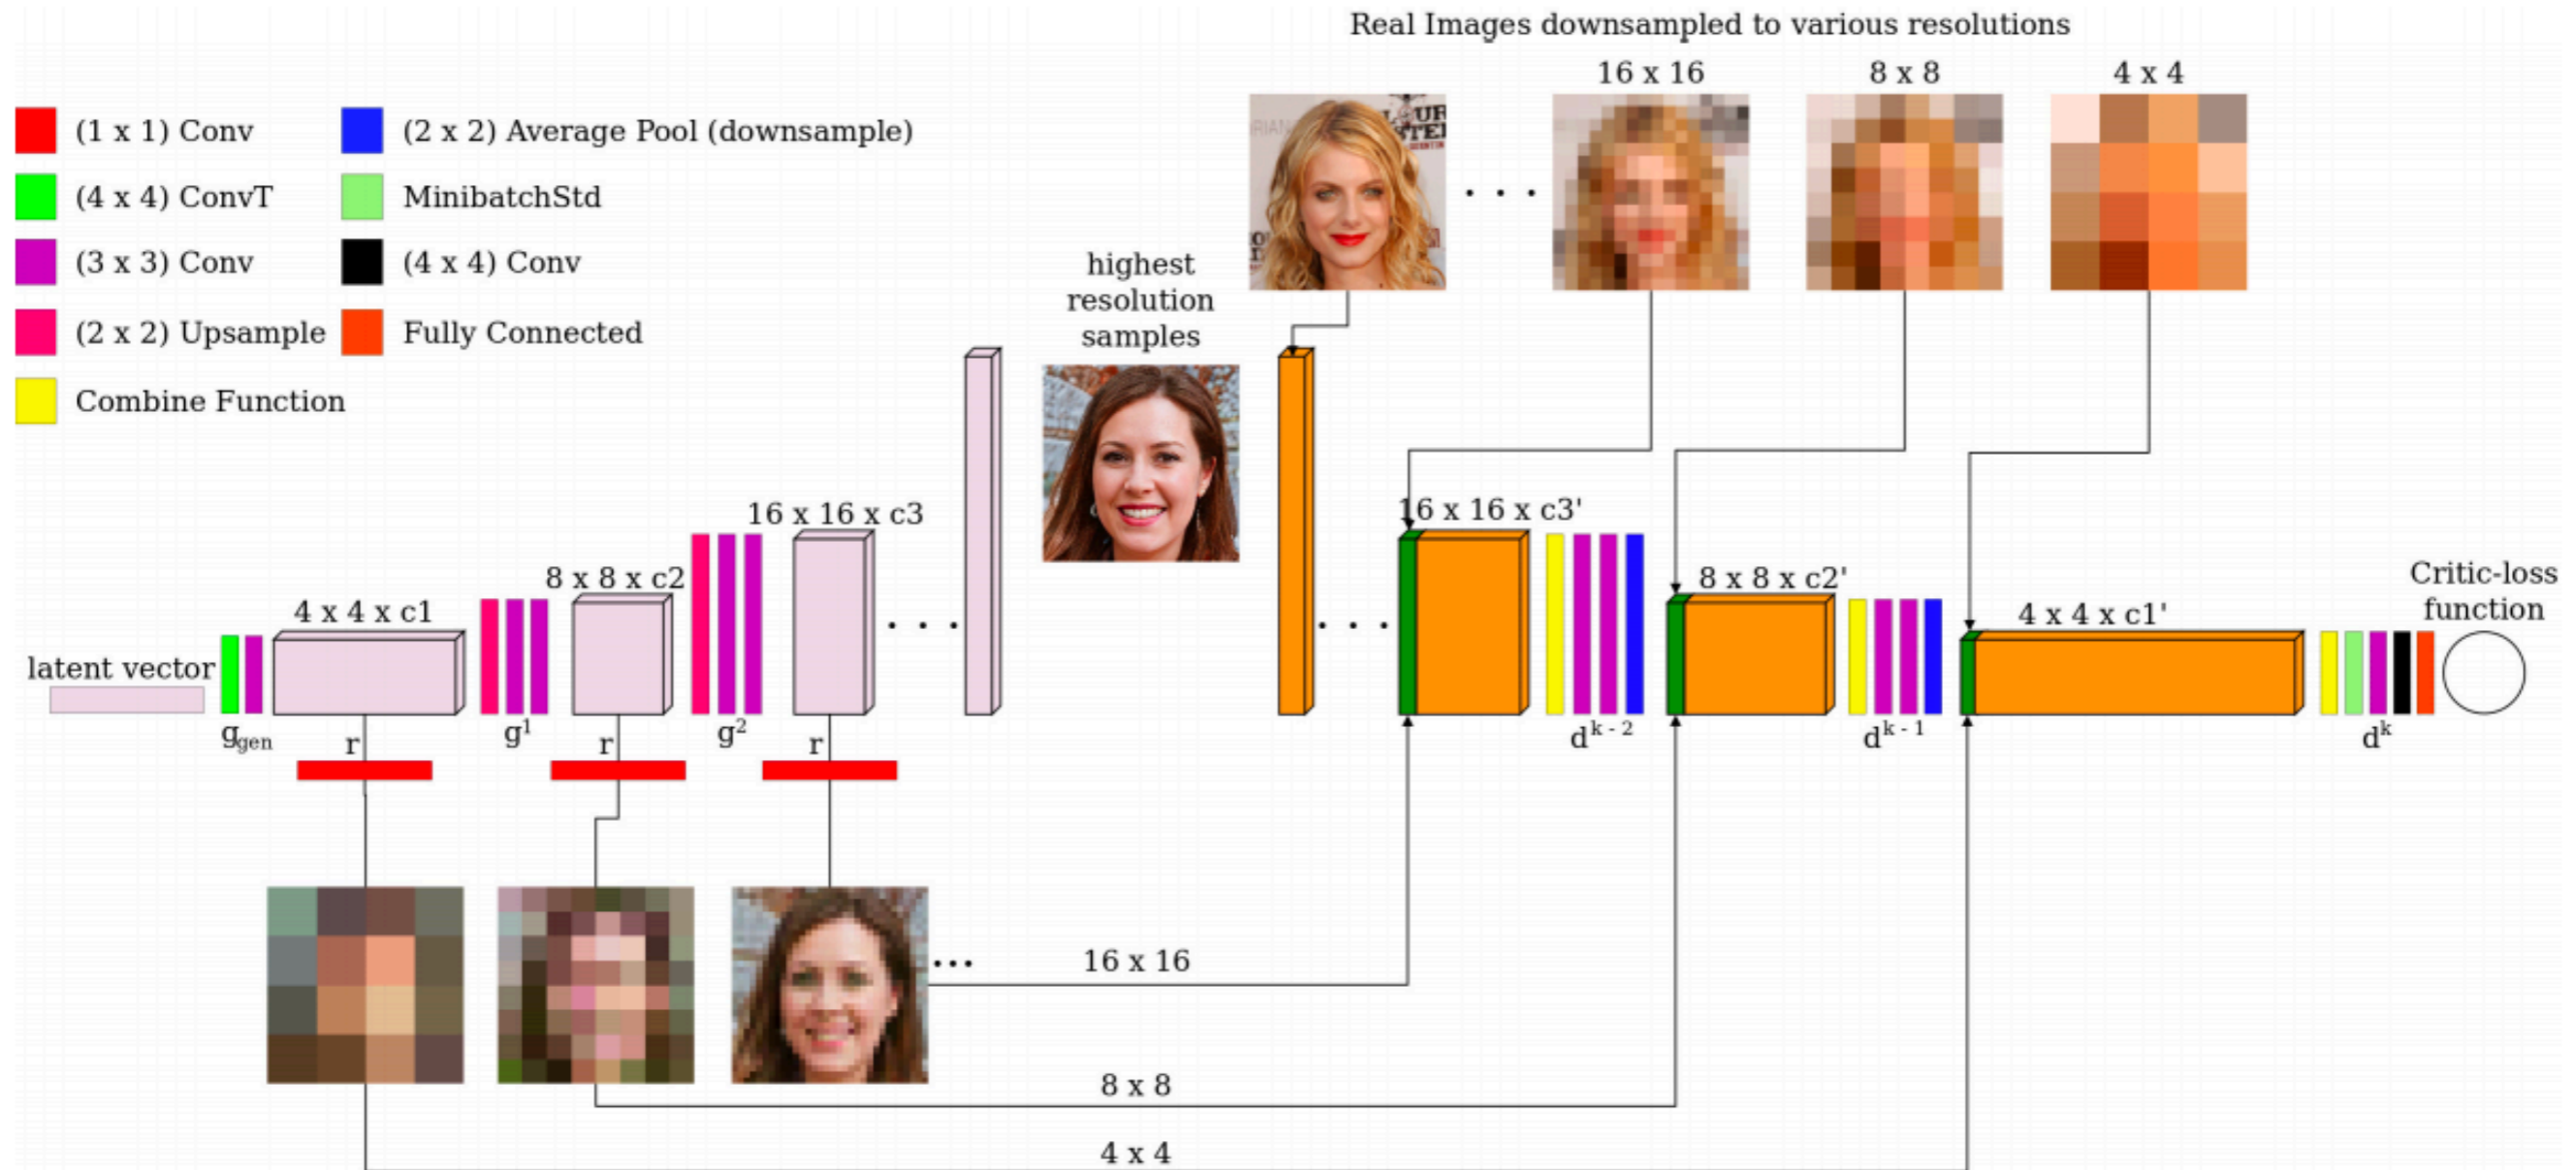 Real Images downsampled to various resolutions
16 x 16
8 x 8
4 x 4
(1 x 1) Conv
(2 x 2) Average Pool (downsample)
(4 x 4) ConvT
MinibatchStd
(3 x 3) Conv
(4 x 4) Conv
(2 x 2) Upsample
Fully Connected
Combine Function
highest
resolution
samples
16 x 16 x c3
8 x 8 x c2
4 x 4 x c1
latent vector
g_gen
g^1
g^2
r
r
r
. . .
. . .
. . .
16 x 16 x c3'
8 x 8 x c2'
4 x 4 x c1'
Critic-loss
function
d^k - 2
d^k - 1
d^k
...
16 x 16
8 x 8
4 x 4